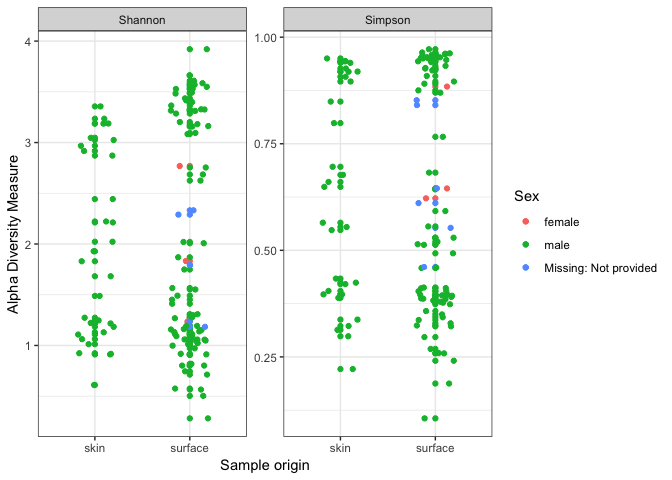 Shannon
Simpson
Alpha Diversity Measure
4
3
2
1
1.00
0.75
0.50
0.25
skin
surface
skin
surface
Sample origin
Sex
female
male
Missing: Not provided